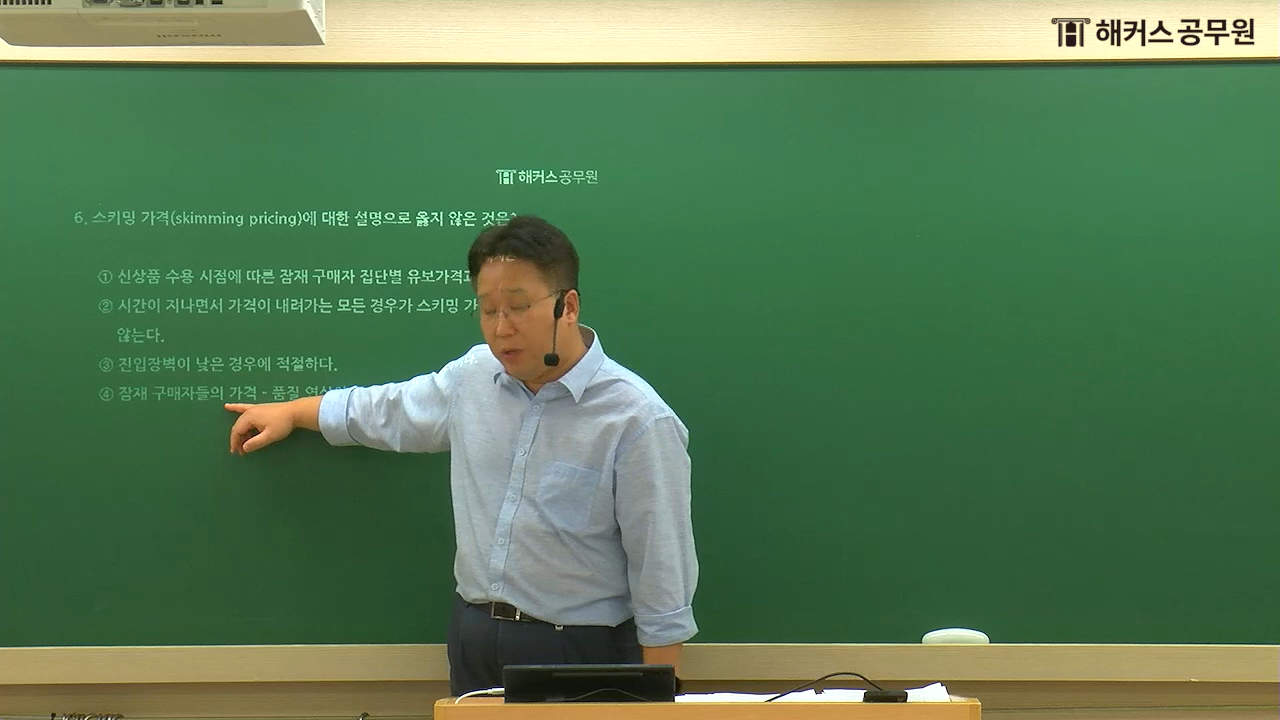 해커스공무원
해커스공무원
6. 스키밍 가격(skimming pricing)에 대한 설명으로 옳지 않은 것은?
① 신상품 수용 시점에 따른 잠재 구매자 집단별 유보가격
② 시간이 지나면서 가격이 내려가는 모든 경우가 스키밍
않는다.
③ 진입장벽이 낮은 경우에 적절하다.
④ 잠재 구매자들의 가격 - 품질